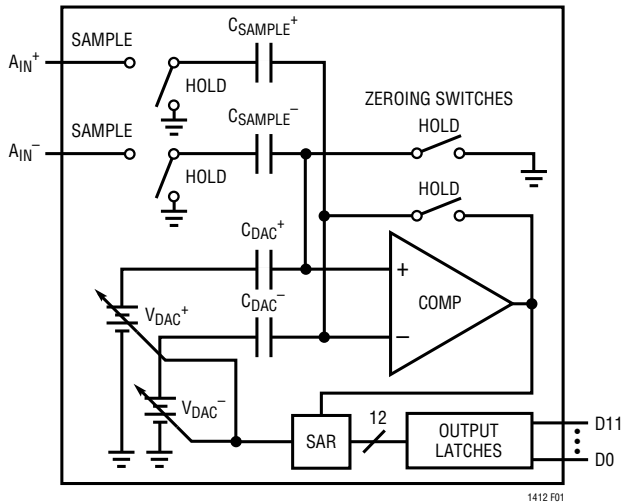 C_SAMPLE+
SAMPLE
A_IN+
HOLD
C_SAMPLE–
ZEROING SWITCHES
HOLD
SAMPLE
A_IN–
HOLD
HOLD
C_DAC+
+
COMP
C_DAC–
–
V_DAC+
V_DAC–
12
SAR
OUTPUT
LATCHES
D11
•
•
•
D0
1412 F01